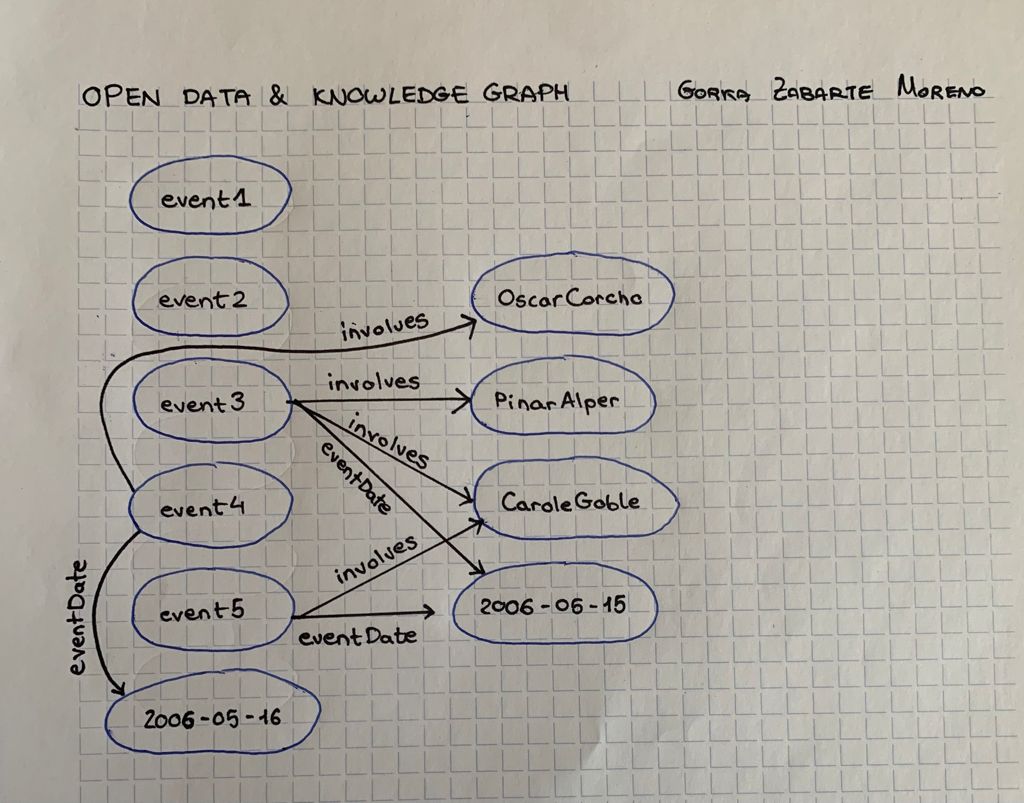 OPEN DATA & KNOWLEDGE GRAPH
GORKA ZABARTE MORENO
event1
event2
OscarCorcho
involves
event3
involves
PinarAlper
involves
eventDate
event4
CaroleGoble
involves
eventDate
event5
2006-06-15
eventDate
2006-05-16